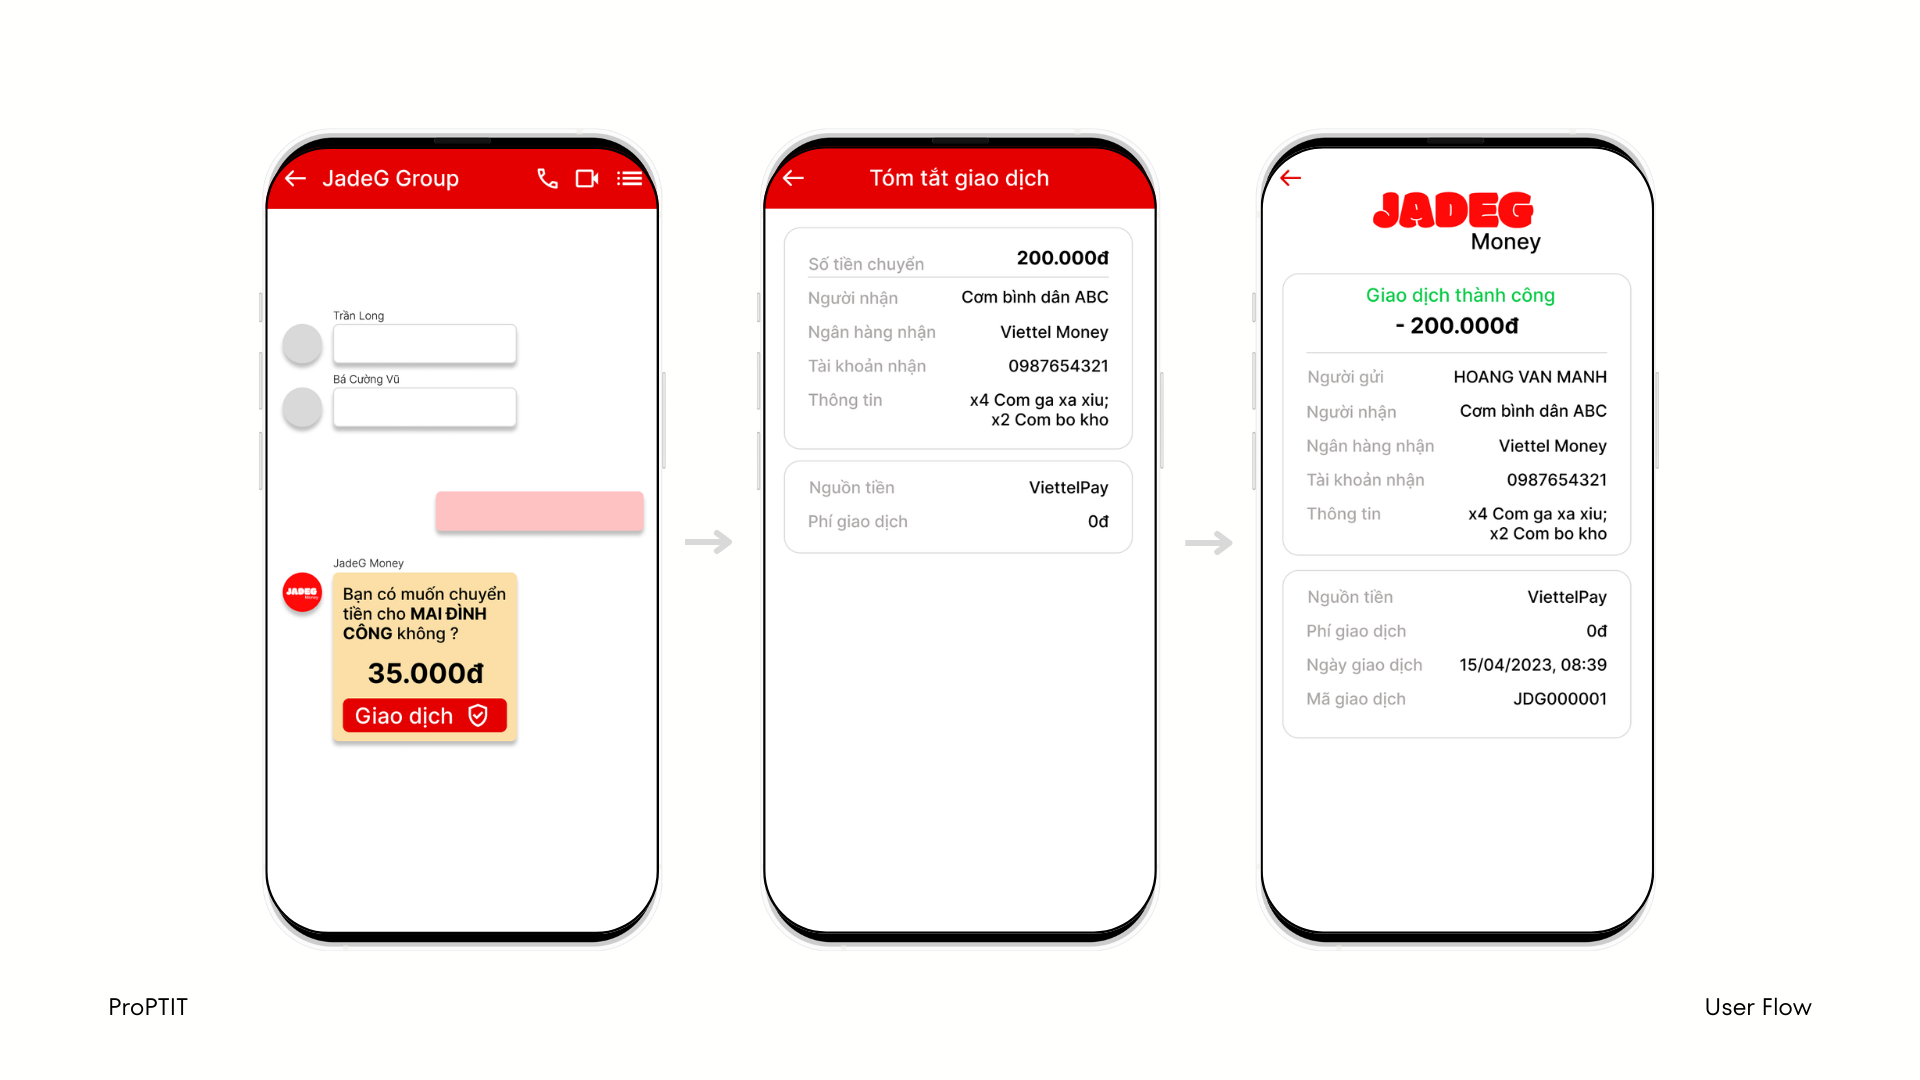 JadeG Group
Trần Long
Bá Cường Vũ
JadeG Money
JADEG
Money
Bạn có muốn chuyển
tiền cho MAI ĐÌNH
CÔNG không ?
35.000đ
Giao dịch
Tóm tắt giao dịch
Số tiền chuyển 200.000đ
Người nhận Cơm bình dân ABC
Ngân hàng nhận Viettel Money
Tài khoản nhận 0987654321
Thông tin x4 Com ga xa xiu;
x2 Com bo kho
Nguồn tiền ViettelPay
Phí giao dịch 0đ
JADEG
Money
Giao dịch thành công
- 200.000đ
Người gửi HOANG VAN MANH
Người nhận Cơm bình dân ABC
Ngân hàng nhận Viettel Money
Tài khoản nhận 0987654321
Thông tin x4 Com ga xa xiu;
x2 Com bo kho
Nguồn tiền ViettelPay
Phí giao dịch 0đ
Ngày giao dịch 15/04/2023, 08:39
Mã giao dịch JDG000001
ProPTIT
User Flow